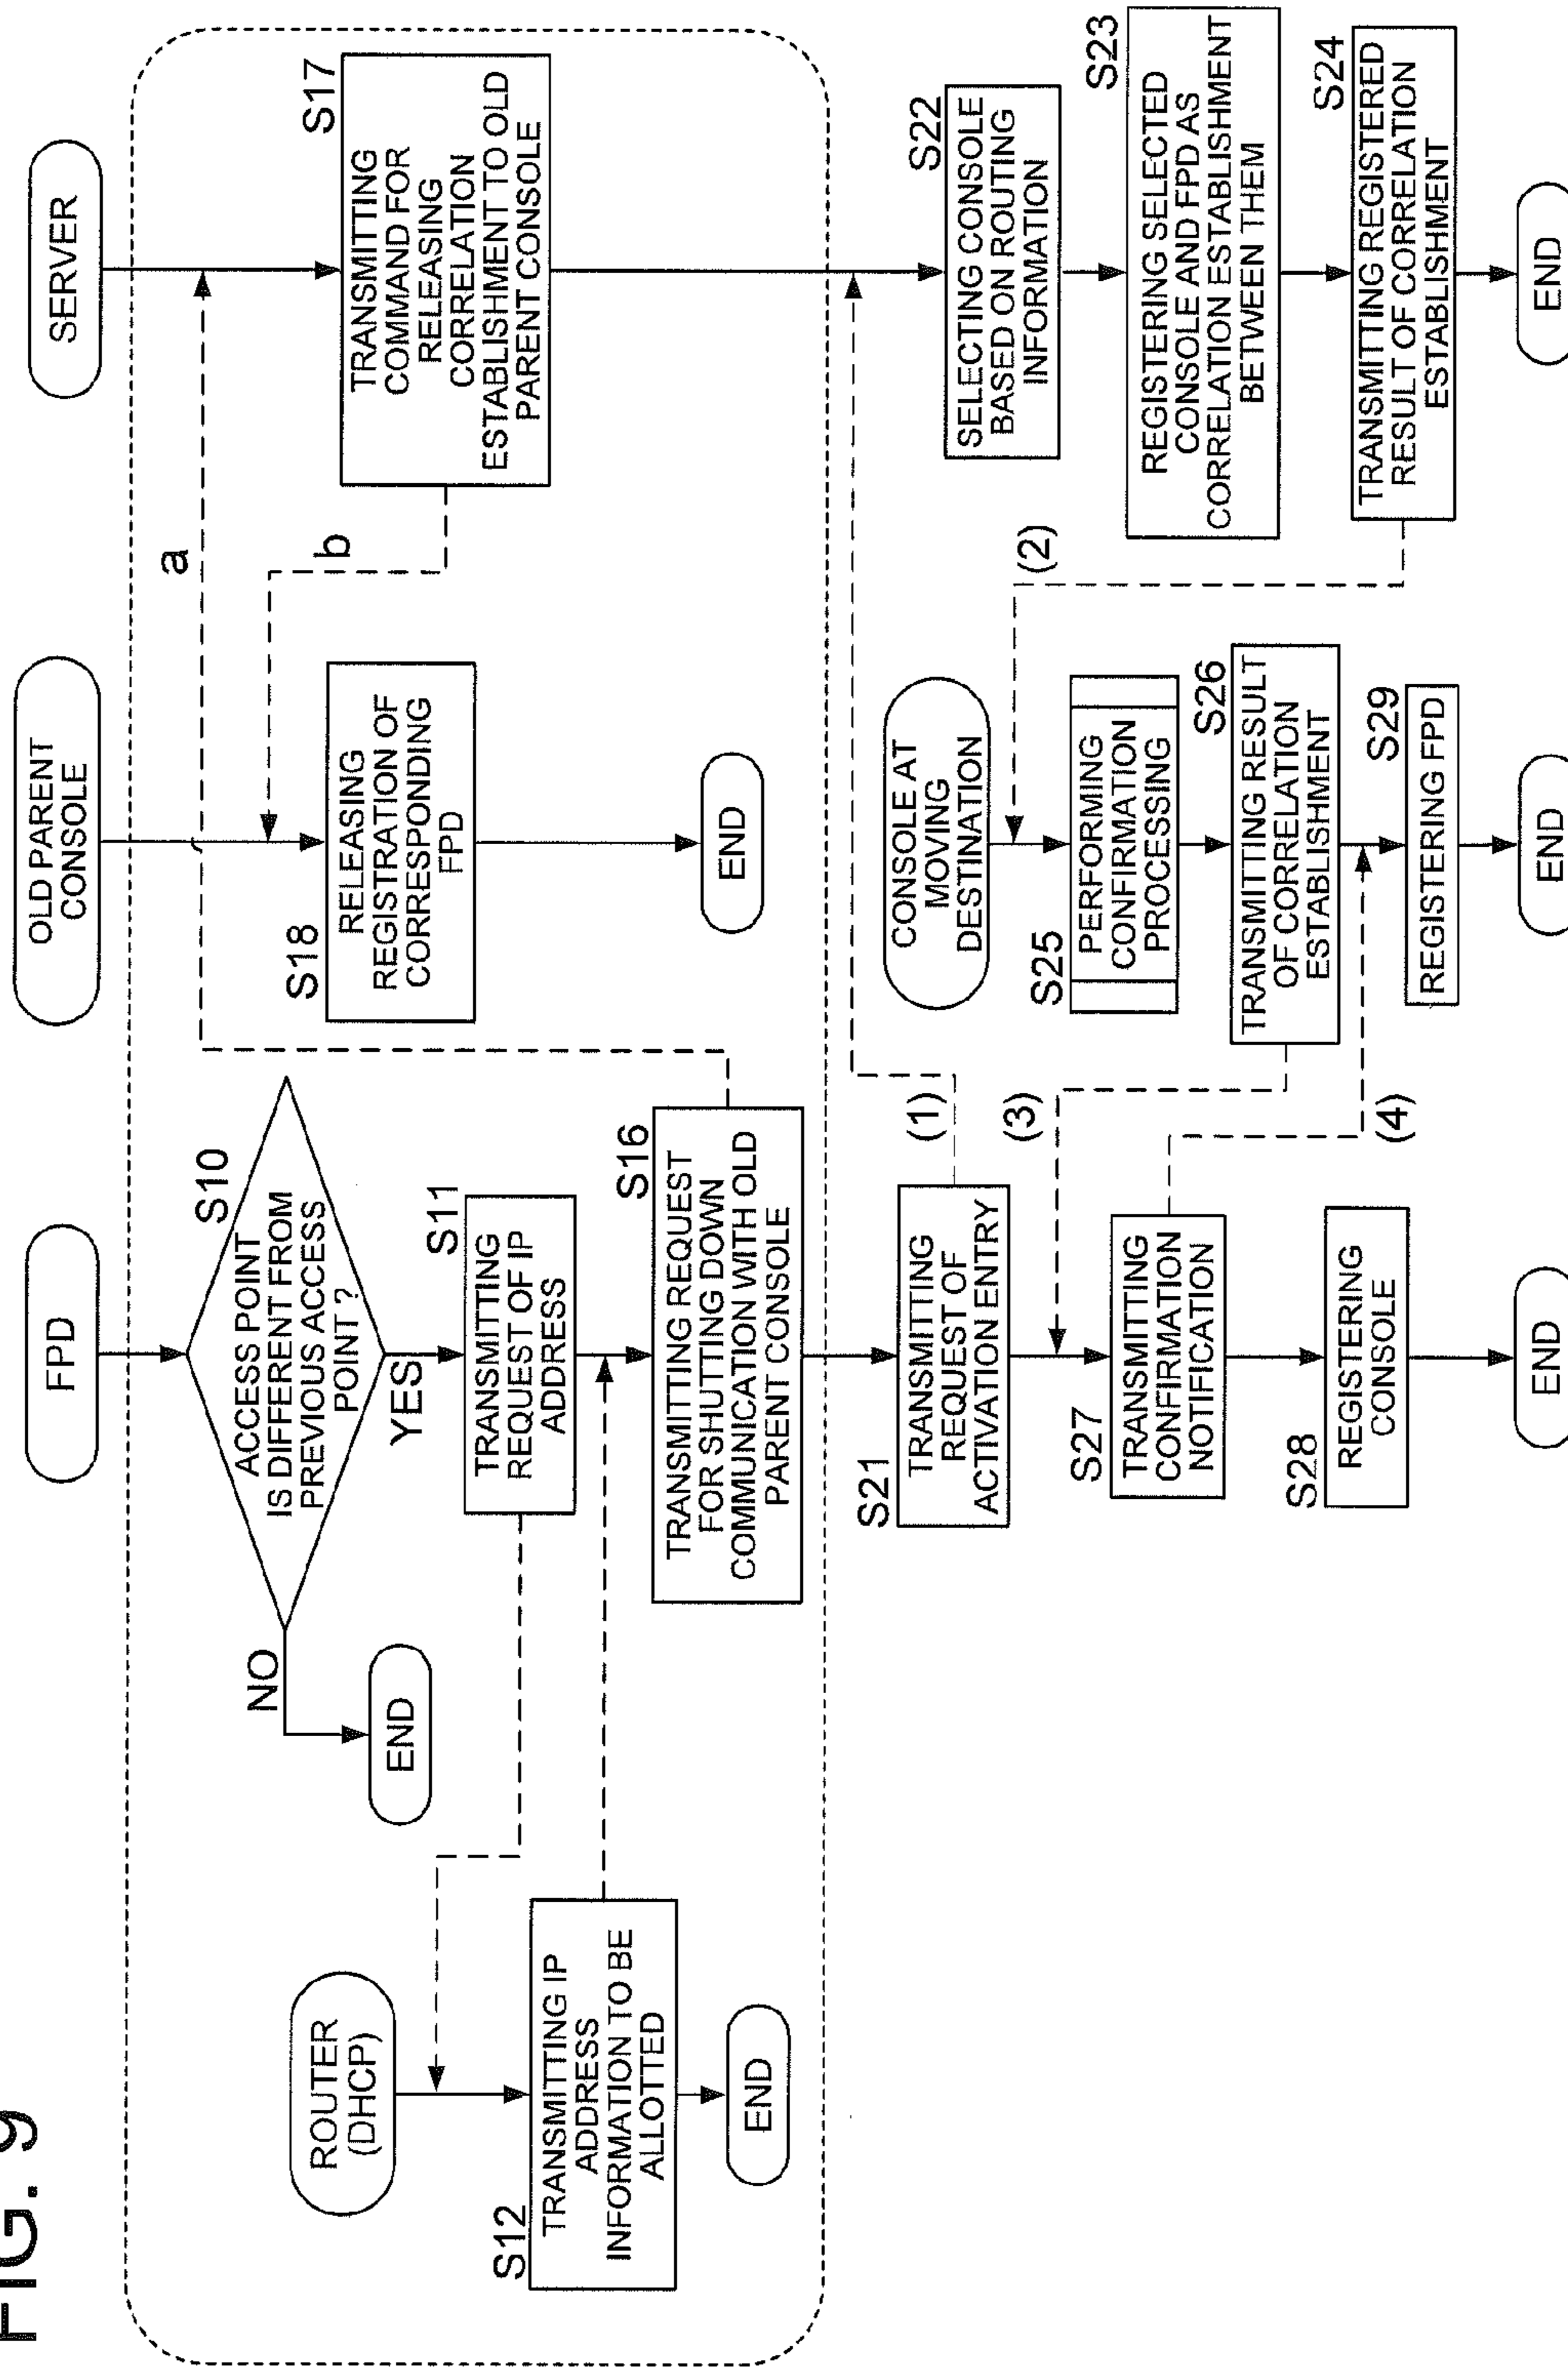 FIG. 9
ROUTER
(DHCP)
S12
TRANSMITTING IP
ADDRESS
INFORMATION TO BE
ALLOTTED
END
FPD
S10
ACCESS POINT
IS DIFFERENT FROM
PREVIOUS ACCESS
POINT ?
NO
END
YES
S11
TRANSMITTING
REQUEST OF IP
ADDRESS
S16
TRANSMITTING REQUEST
FOR SHUTTING DOWN
COMMUNICATION WITH OLD
PARENT CONSOLE
S21
TRANSMITTING
REQUEST OF
ACTIVATION ENTRY
(1)
(3)
S27
TRANSMITTING
CONFIRMATION
NOTIFICATION
(4)
S28
REGISTERING
CONSOLE
END
OLD PARENT
CONSOLE
a
b
S18
RELEASING
REGISTRATION OF
CORRESPONDING
FPD
END
CONSOLE AT
MOVING
DESTINATION
(2)
S25
PERFORMING
CONFIRMATION
PROCESSING
S26
TRANSMITTING RESULT
OF CORRELATION
ESTABLISHMENT
S29
REGISTERING FPD
END
SERVER
S17
TRANSMITTING
COMMAND FOR
RELEASING
CORRELATION
ESTABLISHMENT TO OLD
PARENT CONSOLE
S22
SELECTING CONSOLE
BASED ON ROUTING
INFORMATION
S23
REGISTERING SELECTED
CONSOLE AND FPD AS
CORRELATION ESTABLISHMENT
BETWEEN THEM
S24
TRANSMITTING REGISTERED
RESULT OF CORRELATION
ESTABLISHMENT
END